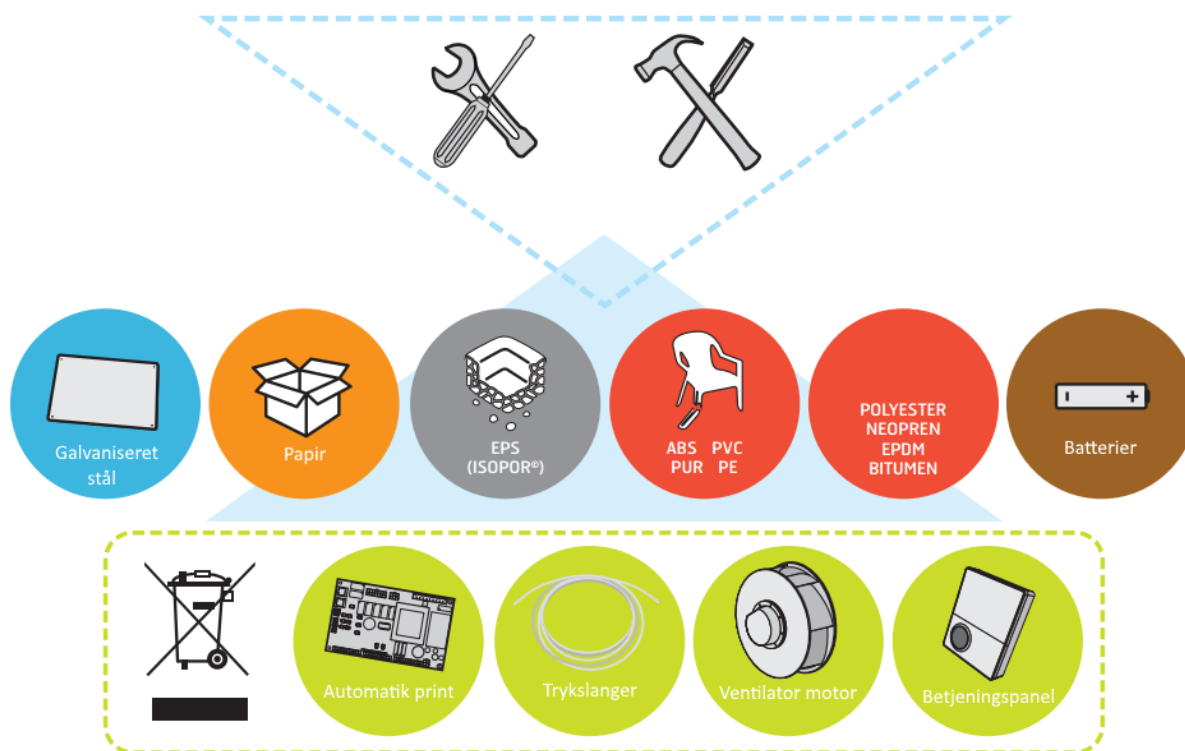 Galvaniseret
stål
Papir
EPS
(ISOPOR©)
ABS PVC
PUR PE
POLYESTER
NEOPREN
EPDM
BITUMEN
Batterier
Automatik print
Trykslanger
Ventilator motor
Betjeningspanel